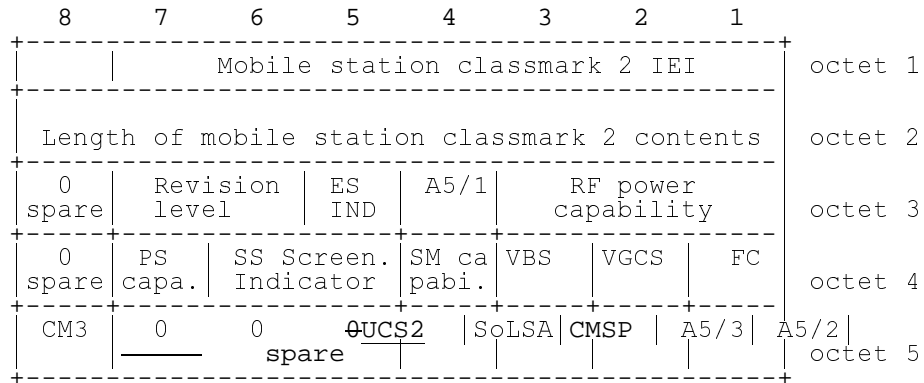 8 7 6 5 4 3 2 1
Mobile station classmark 2 IEI octet 1
Length of mobile station classmark 2 contents octet 2
0 Revision ES A5/1 RF power
spare level IND capability octet 3
0 PS SS Screen. SM ca VBS VGCS FC
spare capa. Indicator pabi. octet 4
CM3 0 0 0UCS2 SoLSA CMSP A5/3 A5/2
spare octet 5